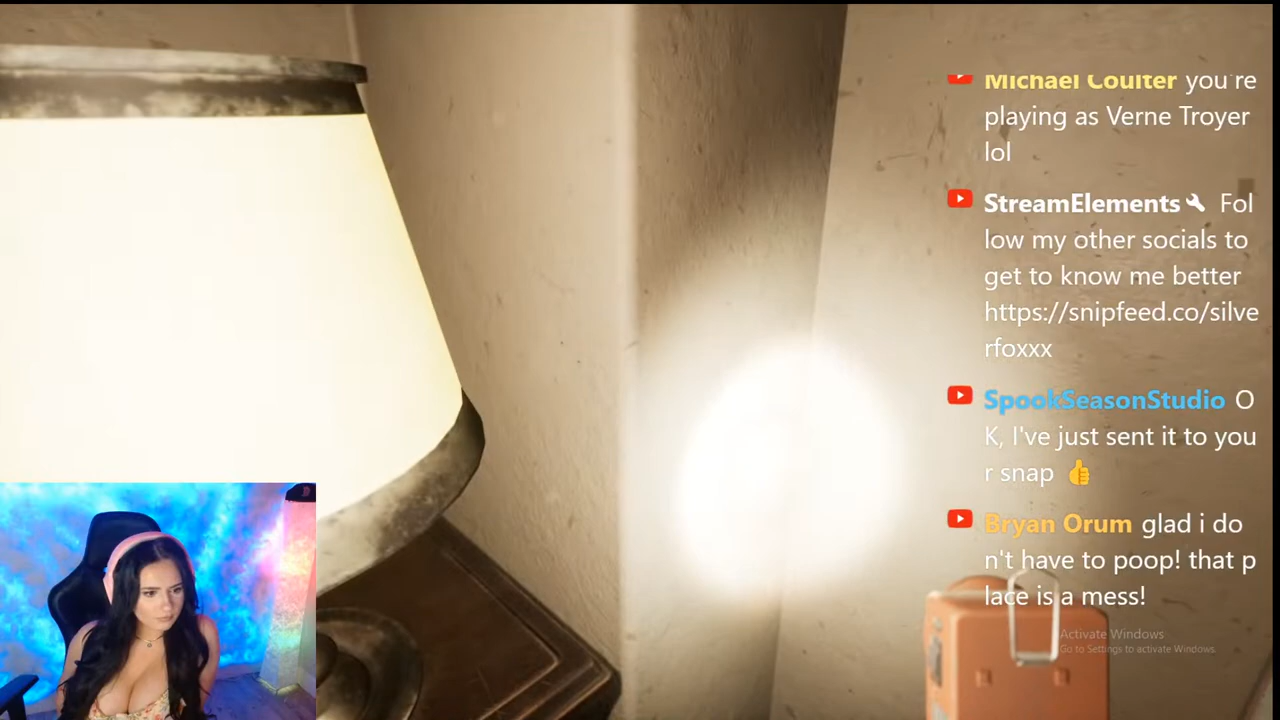 Michael Coulter you're
playing as Verne Troyer
lol
StreamElements Fol
low my other socials to
get to know me better
https://snipfeed.co/silve
rfoxxx
SpookSeasonStudio O
K, I've just sent it to you
r snap 👍
Bryan Orum glad i do
n't have to poop! that p
lace is a mess!
Activate Windows
Go to Settings to activate Windows.